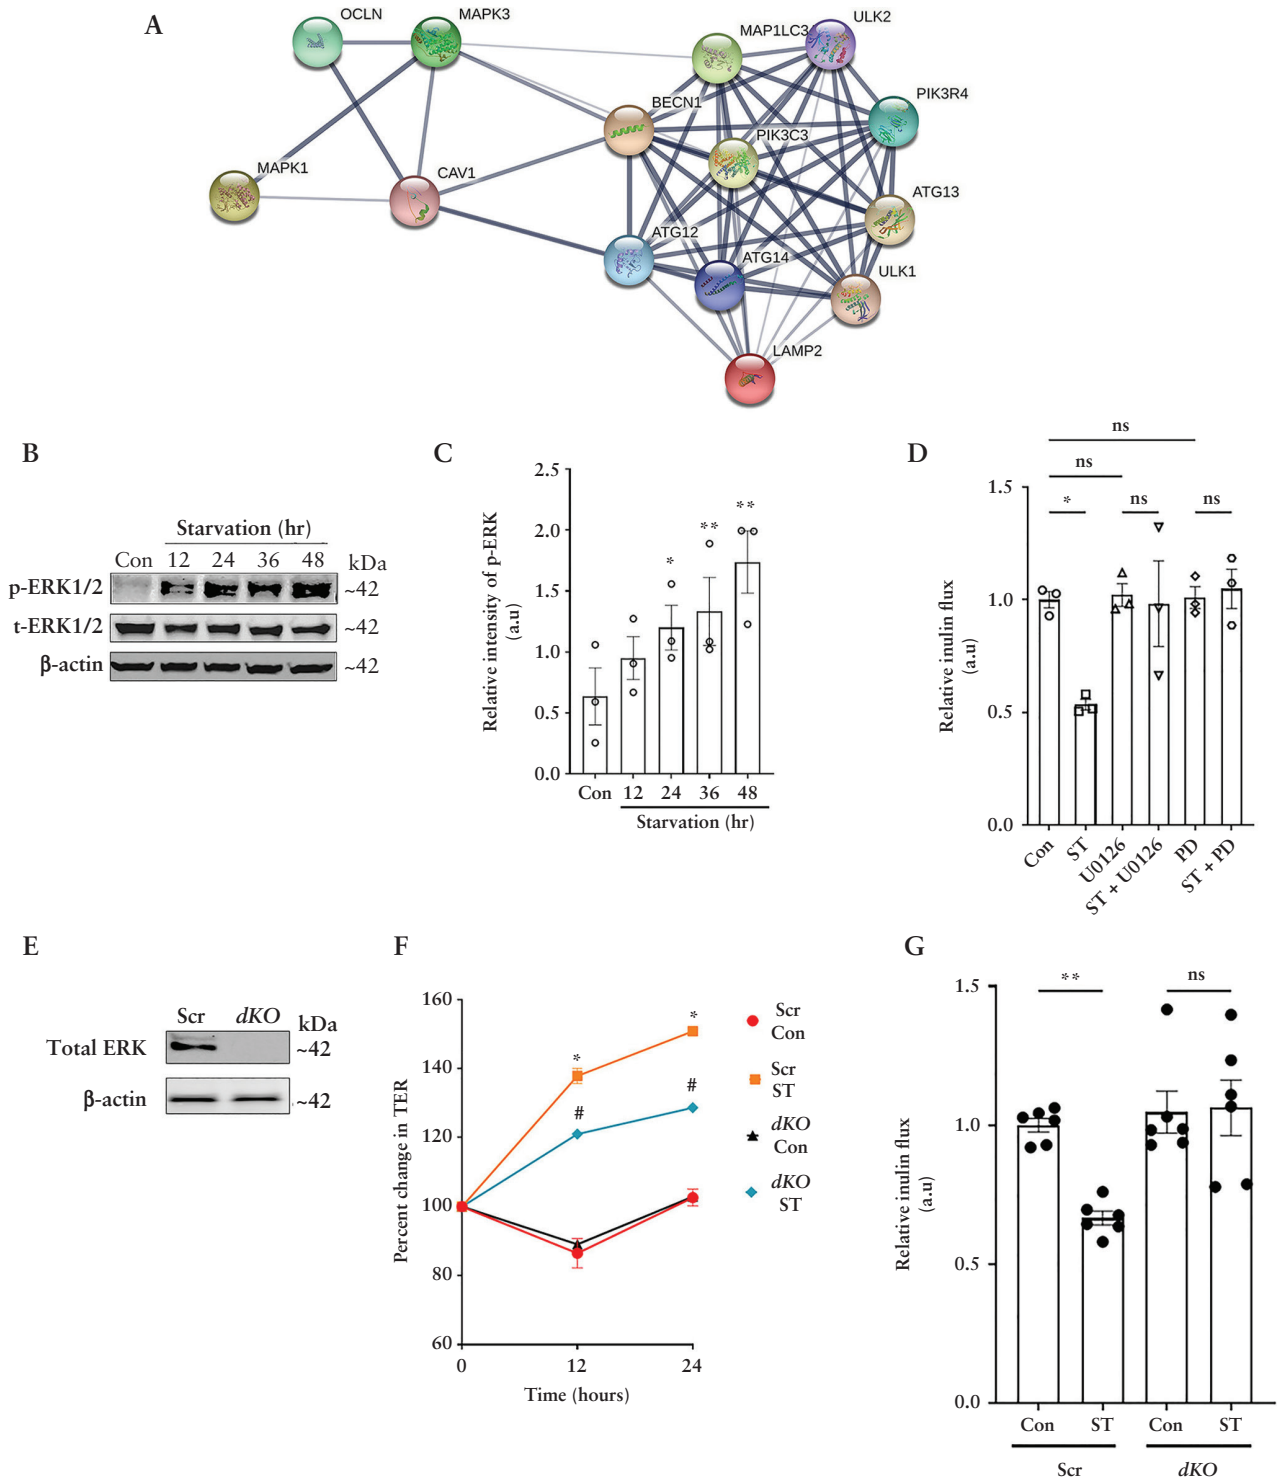 A
OCLN
MAPK3
MAP1LC3A
ULK2
BECN1
PIK3R4
PIK3C3
MAPK1
CAV1
ATG13
ATG12
ATG14
ULK1
LAMP2
B
Starvation (hr)
Con 12 24 36 48 kDa
p-ERK1/2 ~42
t-ERK1/2 ~42
β-actin ~42
C
Relative intensity of p-ERK
(a.u)
2.5
2.0
1.5
1.0
0.5
0.0
*
**
**
Con 12 24 36 48
Starvation (hr)
D
Relative inulin flux
(a.u)
1.5
1.0
0.5
0.0
ns
ns
* ns ns
Con
ST
U0126
ST + U0126
PD
ST + PD
E
Scr dKO kDa
Total ERK ~42
β-actin ~42
F
Percent change in TER
160
140
120
100
80
60
*
*
#
#
0 12 24
Time (hours)
Scr
Con
Scr
ST
dKO
Con
dKO
ST
G
Relative inulin flux
(a.u)
1.5
1.0
0.5
0.0
** ns
Con ST Con ST
Scr dKO